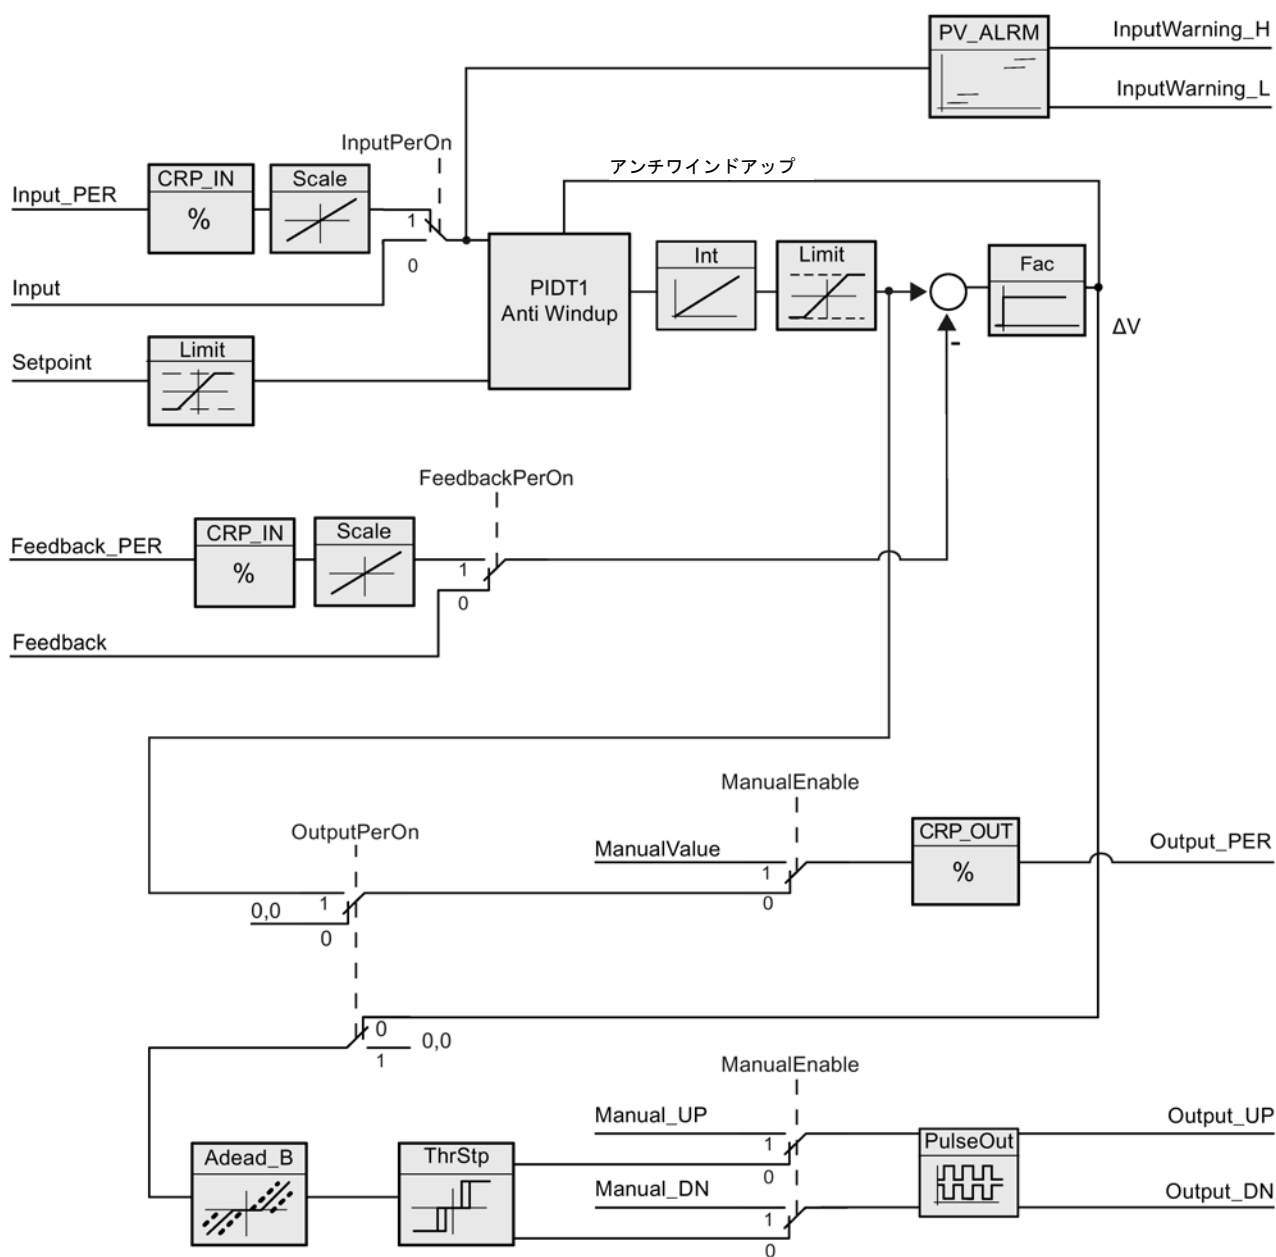 PV_ALRM
InputWarning_H
InputWarning_L
InputPerOn
アンチワインドアップ
Input_PER
CRP_IN
%
Scale
1
0
Input
PIDT1
Anti Windup
Int
Limit
Fac
-
ΔV
Setpoint
Limit
FeedbackPerOn
Feedback_PER
CRP_IN
%
Scale
1
0
Feedback
ManualEnable
OutputPerOn
ManualValue
1
0
CRP_OUT
%
Output_PER
0,0
1
0
0
1
0,0
ManualEnable
Manual_UP
1
0
Output_UP
PulseOut
Adead_B
ThrStp
Manual_DN
1
0
Output_DN